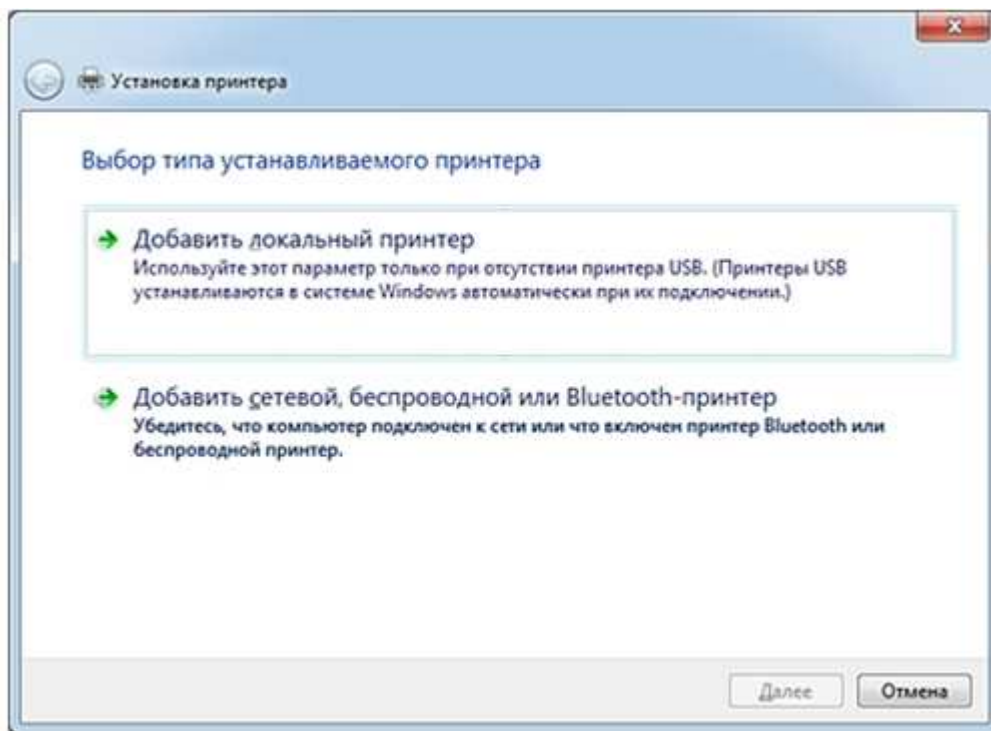 Установка принтера
Выбор типа устанавливаемого принтера
Добавить локальный принтер
Используйте этот параметр только при отсутствии принтера USB. (Принтеры USB
устанавливаются в системе Windows автоматически при их подключении.)
Добавить сетевой, беспроводной или Bluetooth-принтер
Убедитесь, что компьютер подключен к сети или что включен принтер Bluetooth или
беспроводной принтер.
Далее
Отмена